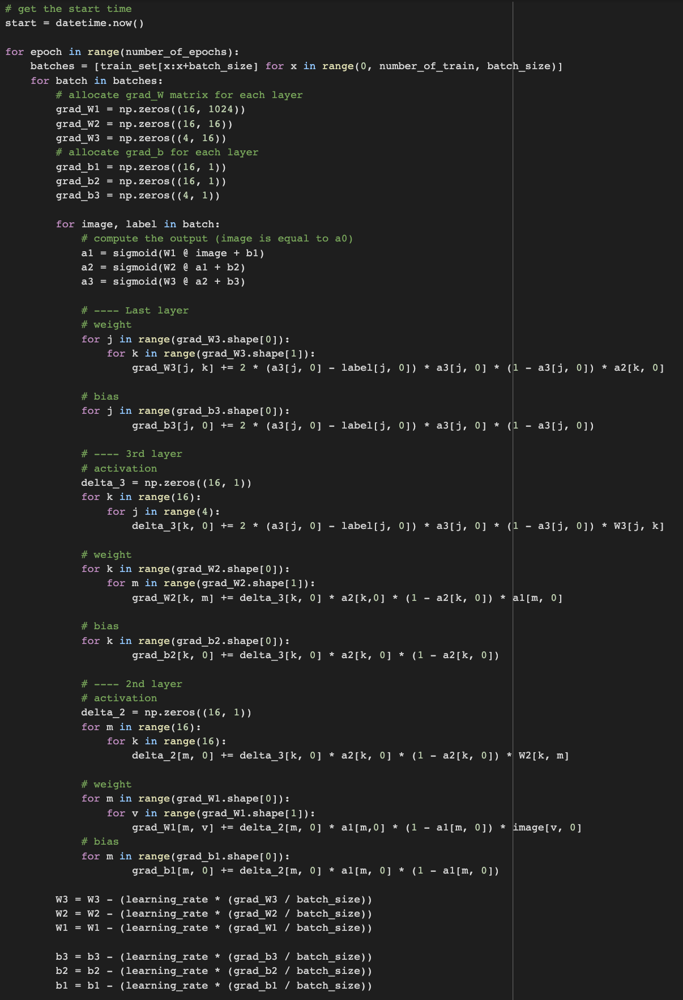 # get the start time
start = datetime.now()

for epoch in range(number_of_epochs):
    batches = [train_set[x:x+batch_size] for x in range(0, number_of_train, batch_size)]
    for batch in batches:
        # allocate grad_W matrix for each layer
        grad_W1 = np.zeros((16, 1024))
        grad_W2 = np.zeros((16, 16))
        grad_W3 = np.zeros((4, 16))
        # allocate grad_b for each layer
        grad_b1 = np.zeros((16, 1))
        grad_b2 = np.zeros((16, 1))
        grad_b3 = np.zeros((4, 1))

        for image, label in batch:
            # compute the output (image is equal to a0)
            a1 = sigmoid(W1 @ image + b1)
            a2 = sigmoid(W2 @ a1 + b2)
            a3 = sigmoid(W3 @ a2 + b3)

            # ---- Last layer
            # weight
            for j in range(grad_W3.shape[0]):
                for k in range(grad_W3.shape[1]):
                    grad_W3[j, k] += 2 * (a3[j, 0] - label[j, 0]) * a3[j, 0] * (1 - a3[j, 0]) * a2[k, 0]

            # bias
            for j in range(grad_b3.shape[0]):
                    grad_b3[j, 0] += 2 * (a3[j, 0] - label[j, 0]) * a3[j, 0] * (1 - a3[j, 0])

            # ---- 3rd layer
            # activation
            delta_3 = np.zeros((16, 1))
            for k in range(16):
                for j in range(4):
                    delta_3[k, 0] += 2 * (a3[j, 0] - label[j, 0]) * a3[j, 0] * (1 - a3[j, 0]) * W3[j, k]

            # weight
            for k in range(grad_W2.shape[0]):
                for m in range(grad_W2.shape[1]):
                    grad_W2[k, m] += delta_3[k, 0] * a2[k,0] * (1 - a2[k, 0]) * a1[m, 0]

            # bias
            for k in range(grad_b2.shape[0]):
                    grad_b2[k, 0] += delta_3[k, 0] * a2[k, 0] * (1 - a2[k, 0])

            # ---- 2nd layer
            # activation
            delta_2 = np.zeros((16, 1))
            for m in range(16):
                for k in range(16):
                    delta_2[m, 0] += delta_3[k, 0] * a2[k, 0] * (1 - a2[k, 0]) * W2[k, m]

            # weight
            for m in range(grad_W1.shape[0]):
                for v in range(grad_W1.shape[1]):
                    grad_W1[m, v] += delta_2[m, 0] * a1[m,0] * (1 - a1[m, 0]) * image[v, 0]
            # bias
            for m in range(grad_b1.shape[0]):
                    grad_b1[m, 0] += delta_2[m, 0] * a1[m, 0] * (1 - a1[m, 0])

        W3 = W3 - (learning_rate * (grad_W3 / batch_size))
        W2 = W2 - (learning_rate * (grad_W2 / batch_size))
        W1 = W1 - (learning_rate * (grad_W1 / batch_size))

        b3 = b3 - (learning_rate * (grad_b3 / batch_size))
        b2 = b2 - (learning_rate * (grad_b2 / batch_size))
        b1 = b1 - (learning_rate * (grad_b1 / batch_size))